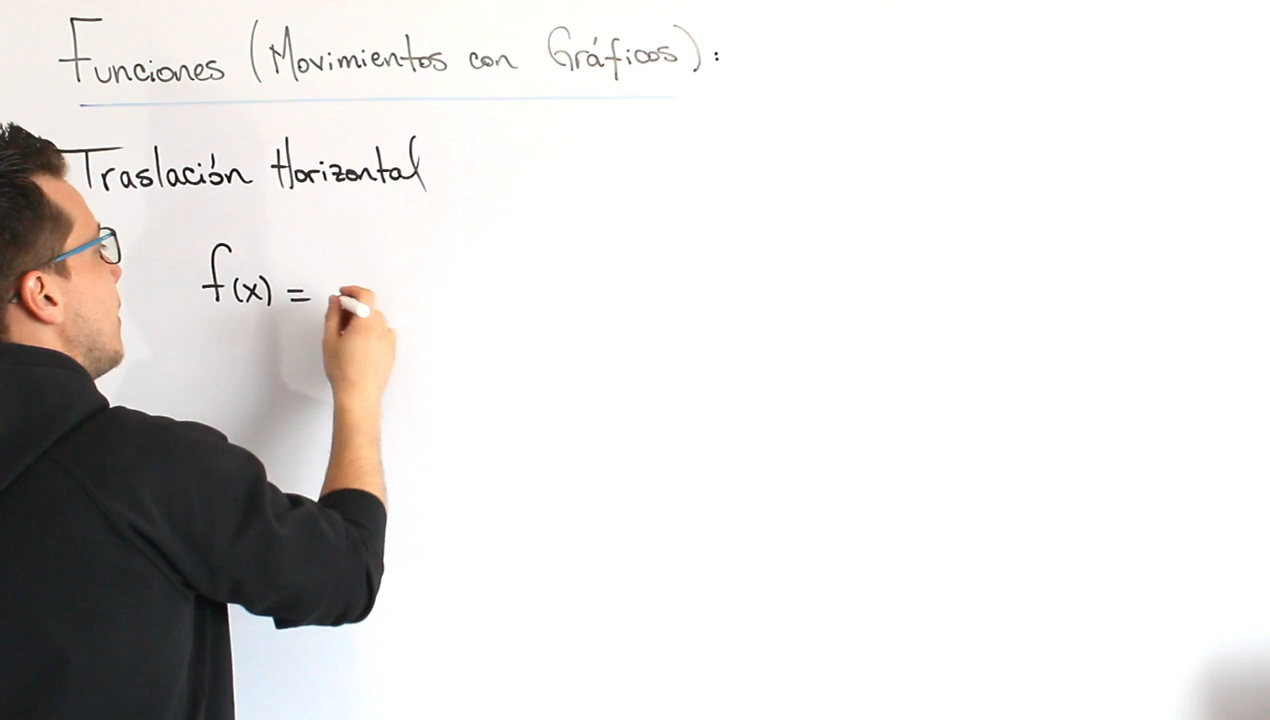 Funciones (Movimientos con Gráficos):
Traslación Horizontal
f(x) =